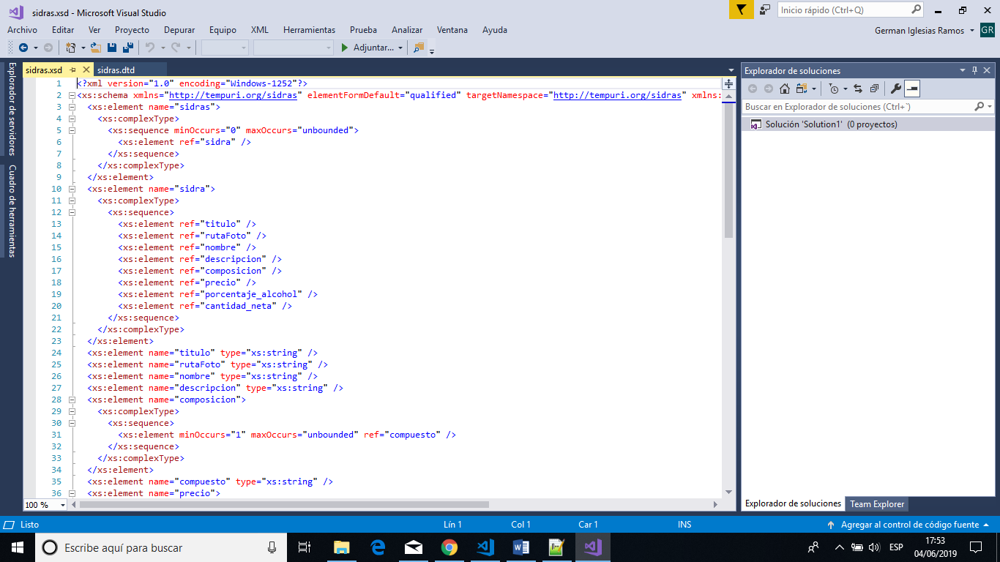 sidras.xsd - Microsoft Visual Studio
Inicio rápido (Ctrl+Q)
Archivo Editar Ver Proyecto Depurar Equipo XML Herramientas Prueba Analizar Ventana Ayuda
German Iglesias Ramos GR
Adjuntar...
Explorador de servidores
Cuadro de herramientas
sidras.xsd sidras.dtd
1 <?xml version="1.0" encoding="Windows-1252"?>
2 <xs:schema xmlns="http://tempuri.org/sidras" elementFormDefault="qualified" targetNamespace="http://tempuri.org/sidras" xmlns:
3 <xs:element name="sidras">
4 <xs:complexType>
5 <xs:sequence minOccurs="0" maxOccurs="unbounded">
6 <xs:element ref="sidra" />
7 </xs:sequence>
8 </xs:complexType>
9 </xs:element>
10 <xs:element name="sidra">
11 <xs:complexType>
12 <xs:sequence>
13 <xs:element ref="titulo" />
14 <xs:element ref="rutaFoto" />
15 <xs:element ref="nombre" />
16 <xs:element ref="descripcion" />
17 <xs:element ref="composicion" />
18 <xs:element ref="precio" />
19 <xs:element ref="porcentaje_alcohol" />
20 <xs:element ref="cantidad_neta" />
21 </xs:sequence>
22 </xs:complexType>
23 </xs:element>
24 <xs:element name="titulo" type="xs:string" />
25 <xs:element name="rutaFoto" type="xs:string" />
26 <xs:element name="nombre" type="xs:string" />
27 <xs:element name="descripcion" type="xs:string" />
28 <xs:element name="composicion">
29 <xs:complexType>
30 <xs:sequence>
31 <xs:element minOccurs="1" maxOccurs="unbounded" ref="compuesto" />
32 </xs:sequence>
33 </xs:complexType>
34 </xs:element>
35 <xs:element name="compuesto" type="xs:string" />
36 <xs:element name="precio">
100 %
Explorador de soluciones
Buscar en Explorador de soluciones (Ctrl+`)
Solución 'Solution1' (0 proyectos)
Explorador de soluciones Team Explorer
Listo Lín 1 Col 1 Car 1 INS Agregar al control de código fuente
Escribe aquí para buscar
ESP
17:53
04/06/2019